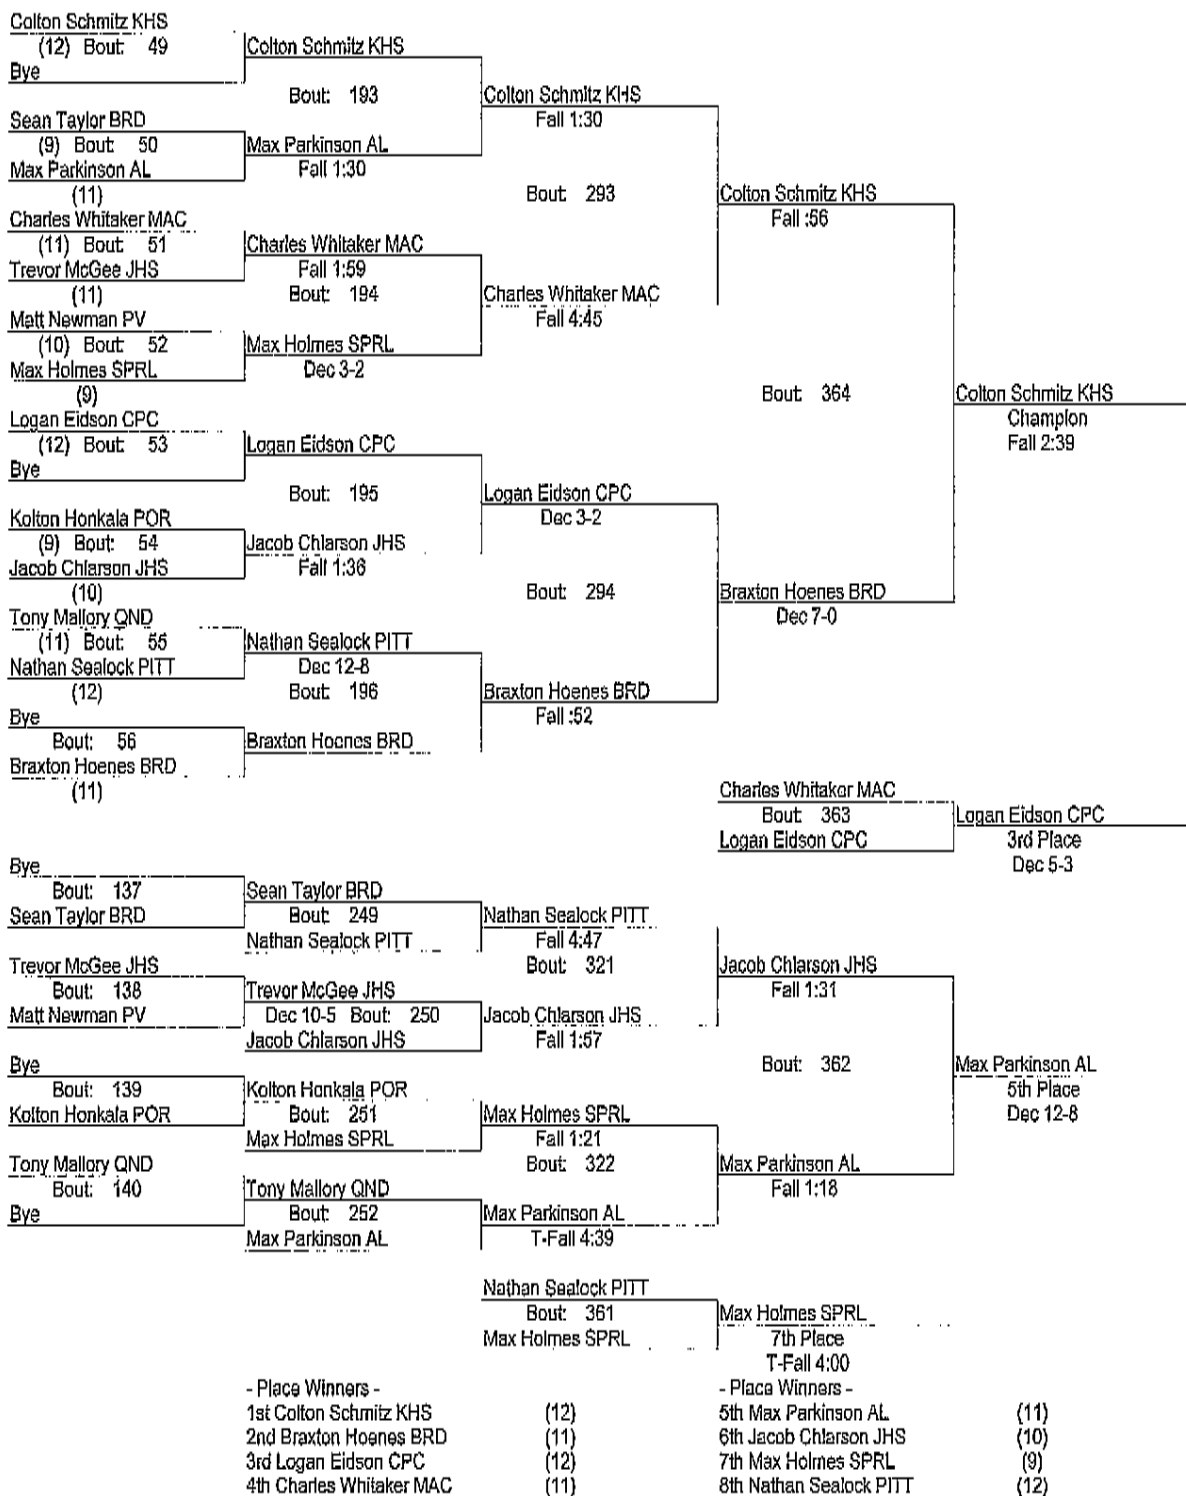 Colton Schmitz KHS
(12) Bout: 49
Bye
Colton Schmitz KHS
Bout: 193
Sean Taylor BRD
(9) Bout: 50
Max Parkinson AL
(11)
Max Parkinson AL
Fall 1:30
Colton Schmitz KHS
Fall 1:30
Bout: 293
Charles Whitaker MAC
(11) Bout: 51
Trevor McGee JHS
(11)
Charles Whitaker MAC
Fall 1:59
Bout: 194
Matt Newman PV
(10) Bout: 52
Max Holmes SPRL
(9)
Max Holmes SPRL
Dec 3-2
Charles Whitaker MAC
Fall 4:45
Colton Schmitz KHS
Fall :56
Bout: 364
Logan Eidson CPC
(12) Bout: 53
Bye
Logan Eidson CPC
Bout: 195
Kolton Honkala POR
(9) Bout: 54
Jacob Chlarson JHS
(10)
Jacob Chlarson JHS
Fall 1:36
Logan Eidson CPC
Dec 3-2
Bout: 294
Tony Mallory QND
(11) Bout: 55
Nathan Sealock PITT
(12)
Nathan Sealock PITT
Dec 12-8
Bout: 196
Bye
Bout: 56
Braxton Hoenes BRD
(11)
Braxton Hoenes BRD
Braxton Hoenes BRD
Fall :52
Braxton Hoenes BRD
Dec 7-0
Colton Schmitz KHS
Champion
Fall 2:39
Charles Whitaker MAC
Bout: 363
Logan Eidson CPC
Logan Eidson CPC
3rd Place
Dec 5-3
Bye
Bout: 137
Sean Taylor BRD
Sean Taylor BRD
Bout: 249
Nathan Sealock PITT
Nathan Sealock PITT
Fall 4:47
Bout: 321
Trevor McGee JHS
Bout: 138
Matt Newman PV
Trevor McGee JHS
Dec 10-5 Bout: 250
Jacob Chlarson JHS
Jacob Chlarson JHS
Fall 1:57
Jacob Chlarson JHS
Fall 1:31
Bout: 362
Bye
Bout: 139
Kolton Honkala POR
Kolton Honkala POR
Bout: 251
Max Holmes SPRL
Max Holmes SPRL
Fall 1:21
Bout: 322
Tony Mallory QND
Bout: 140
Bye
Tony Mallory QND
Bout: 252
Max Parkinson AL
Max Parkinson AL
T-Fall 4:39
Max Parkinson AL
Fall 1:18
Max Parkinson AL
5th Place
Dec 12-8
Nathan Sealock PITT
Bout: 361
Max Holmes SPRL
Max Holmes SPRL
7th Place
T-Fall 4:00
- Place Winners -
1st Colton Schmitz KHS (12)
2nd Braxton Hoenes BRD (11)
3rd Logan Eidson CPC (12)
4th Charles Whitaker MAC (11)
- Place Winners -
5th Max Parkinson AL (11)
6th Jacob Chlarson JHS (10)
7th Max Holmes SPRL (9)
8th Nathan Sealock PITT (12)